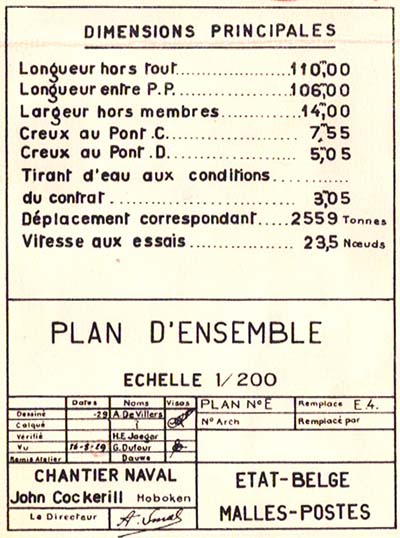 DIMENSIONS PRINCIPALES
Longueur hors tout............110,00
Longueur entre P.P............106,00
Largeur hors membres..........14,00
Creux au Pont.C...............7,55
Creux au Pont.D...............5,05
Tirant d'eau aux conditions............
du contrat....................3,05
Déplacement correspondant....2559 Tonnes
Vitesse aux essais............23,5 Nœuds
PLAN D'ENSEMBLE
ECHELLE 1/200
Dates Noms Visas
Dessiné -29 A.De Villers
Calqué
Vérifié H.E. Jaeger
Vu 16-9-29 G.Dufour
Remis Atelier Dauwe
PLAN N°E Remplace E.4.
N° Arch Remplacé par
CHANTIER NAVAL
John Cockerill Hoboken
Le Directeur
ETAT-BELGE
MALLES-POSTES